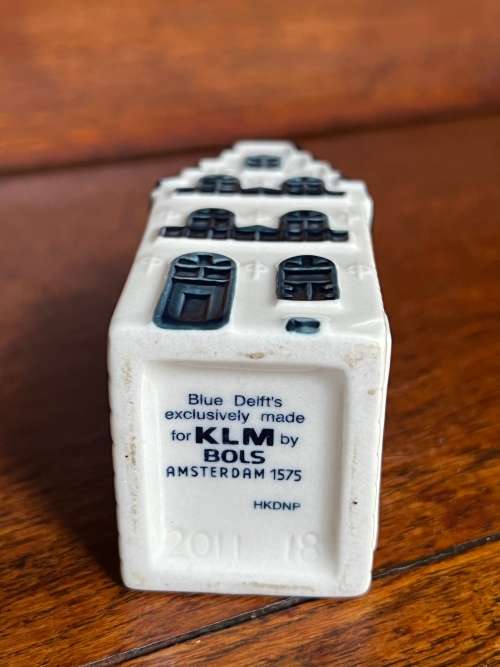 Blue Delft's
exclusively made
for KLM by
BOLS
AMSTERDAM 1575
HKDNP
2011 18